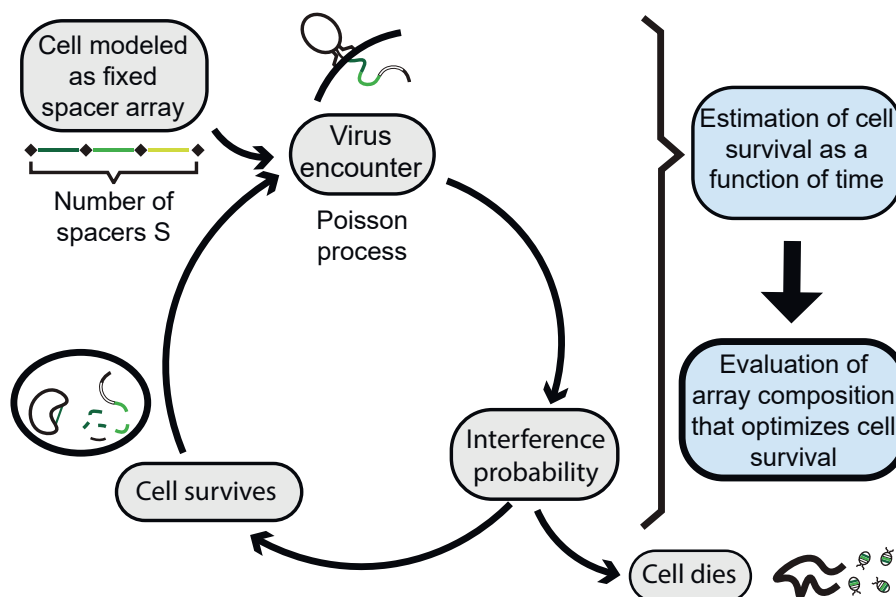 Cell modeled
as fixed
spacer array
Number of
spacers S
Virus
encounter
Poisson
process
Interference
probability
Cell survives
Cell dies
Estimation of cell
survival as a
function of time
Evaluation of
array composition
that optimizes cell
survival